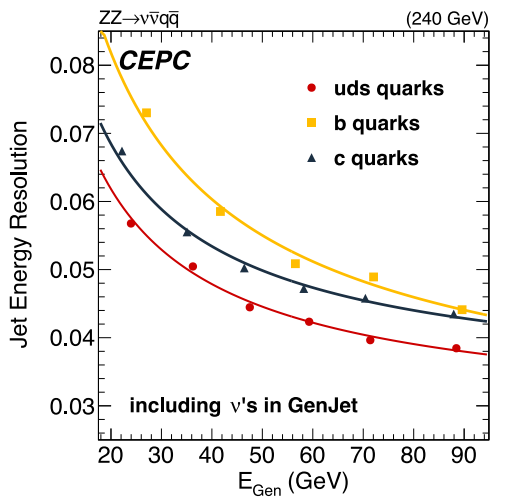 ZZ→νν̅qq̅ (240 GeV)
CEPC
uds quarks
b quarks
c quarks
including ν's in GenJet
Jet Energy Resolution
0.08
0.07
0.06
0.05
0.04
0.03
20 30 40 50 60 70 80 90
E_Gen (GeV)